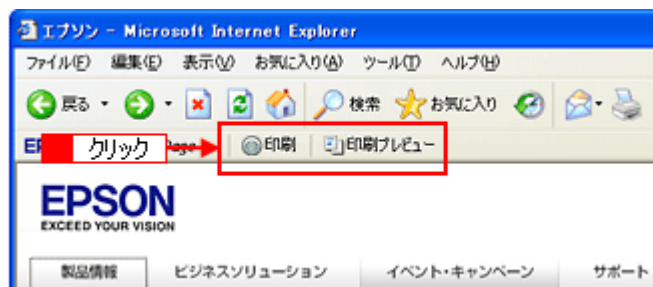 エプソン - Microsoft Internet Explorer
ファイル(F) 編集(E) 表示(V) お気に入り(A) ツール(T) ヘルプ(H)
戻る 検索 お気に入り
クリック 印刷 印刷プレビュー
EPSON
EXCEED YOUR VISION
製品情報 ビジネスソリューション イベント・キャンペーン サポート